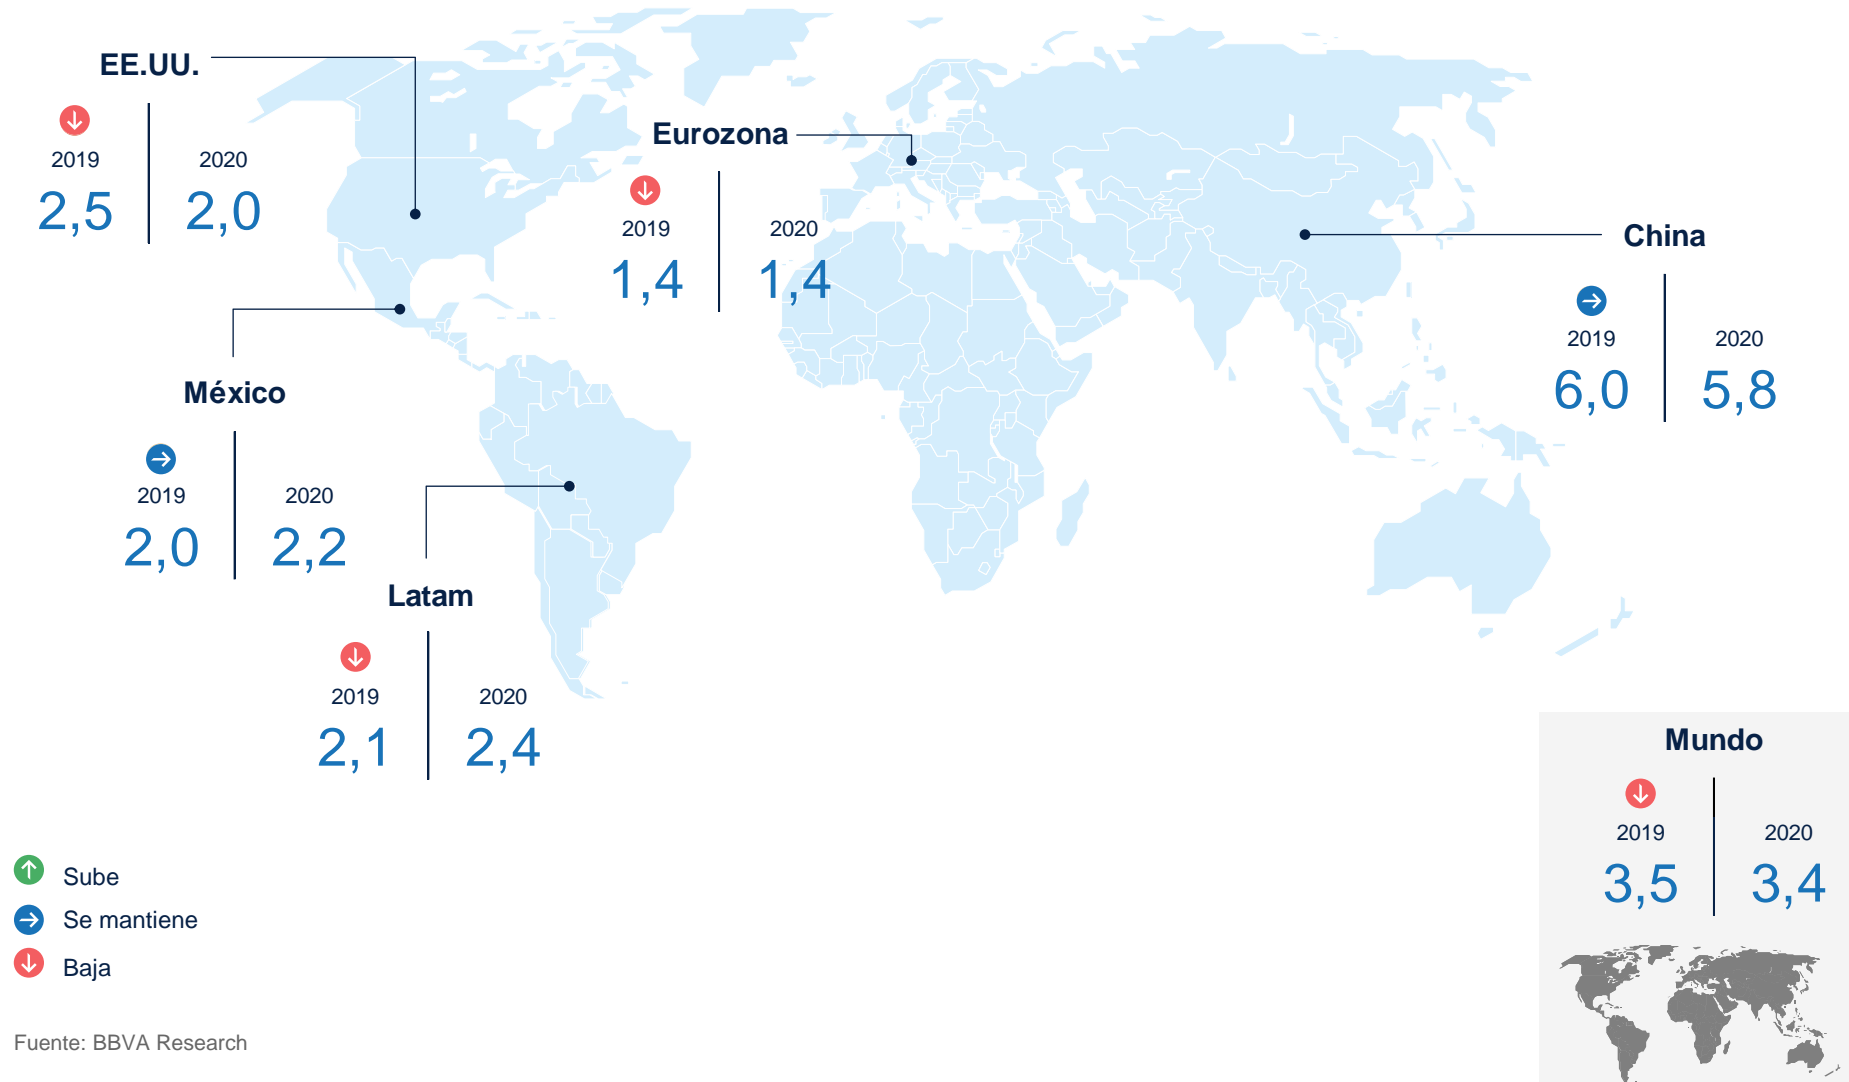 EE.UU.
2019 2020
2,5 2,0
Eurozona
2019 2020
1,4 1,4
China
2019 2020
6,0 5,8
México
2019 2020
2,0 2,2
Latam
2019 2020
2,1 2,4
Mundo
2019 2020
3,5 3,4
Sube
Se mantiene
Baja
Fuente: BBVA Research